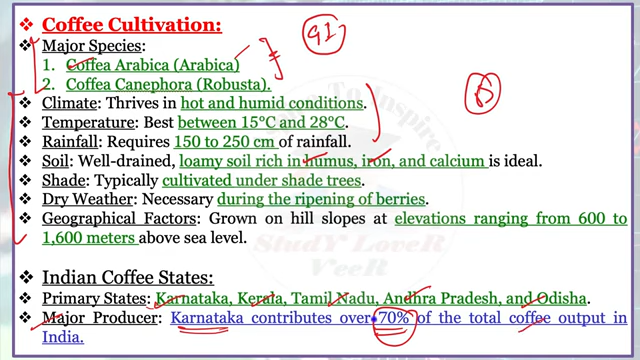 ❖ Coffee Cultivation:
❖ Major Species:
1. Coffea Arabica (Arabica)
2. Coffea Canephora (Robusta).
❖ Climate: Thrives in hot and humid conditions.
❖ Temperature: Best between 15°C and 28°C.
❖ Rainfall: Requires 150 to 250 cm of rainfall.
❖ Soil: Well-drained, loamy soil rich in humus, iron, and calcium is ideal.
❖ Shade: Typically cultivated under shade trees.
❖ Dry Weather: Necessary during the ripening of berries.
❖ Geographical Factors: Grown on hill slopes at elevations ranging from 600 to
1,600 meters above sea level.
StudY LoveR
VeeR
❖ Indian Coffee States:
❖ Primary States: Karnataka, Kerala, Tamil Nadu, Andhra Pradesh, and Odisha.
❖ Major Producer: Karnataka contributes over 70% of the total coffee output in
India.